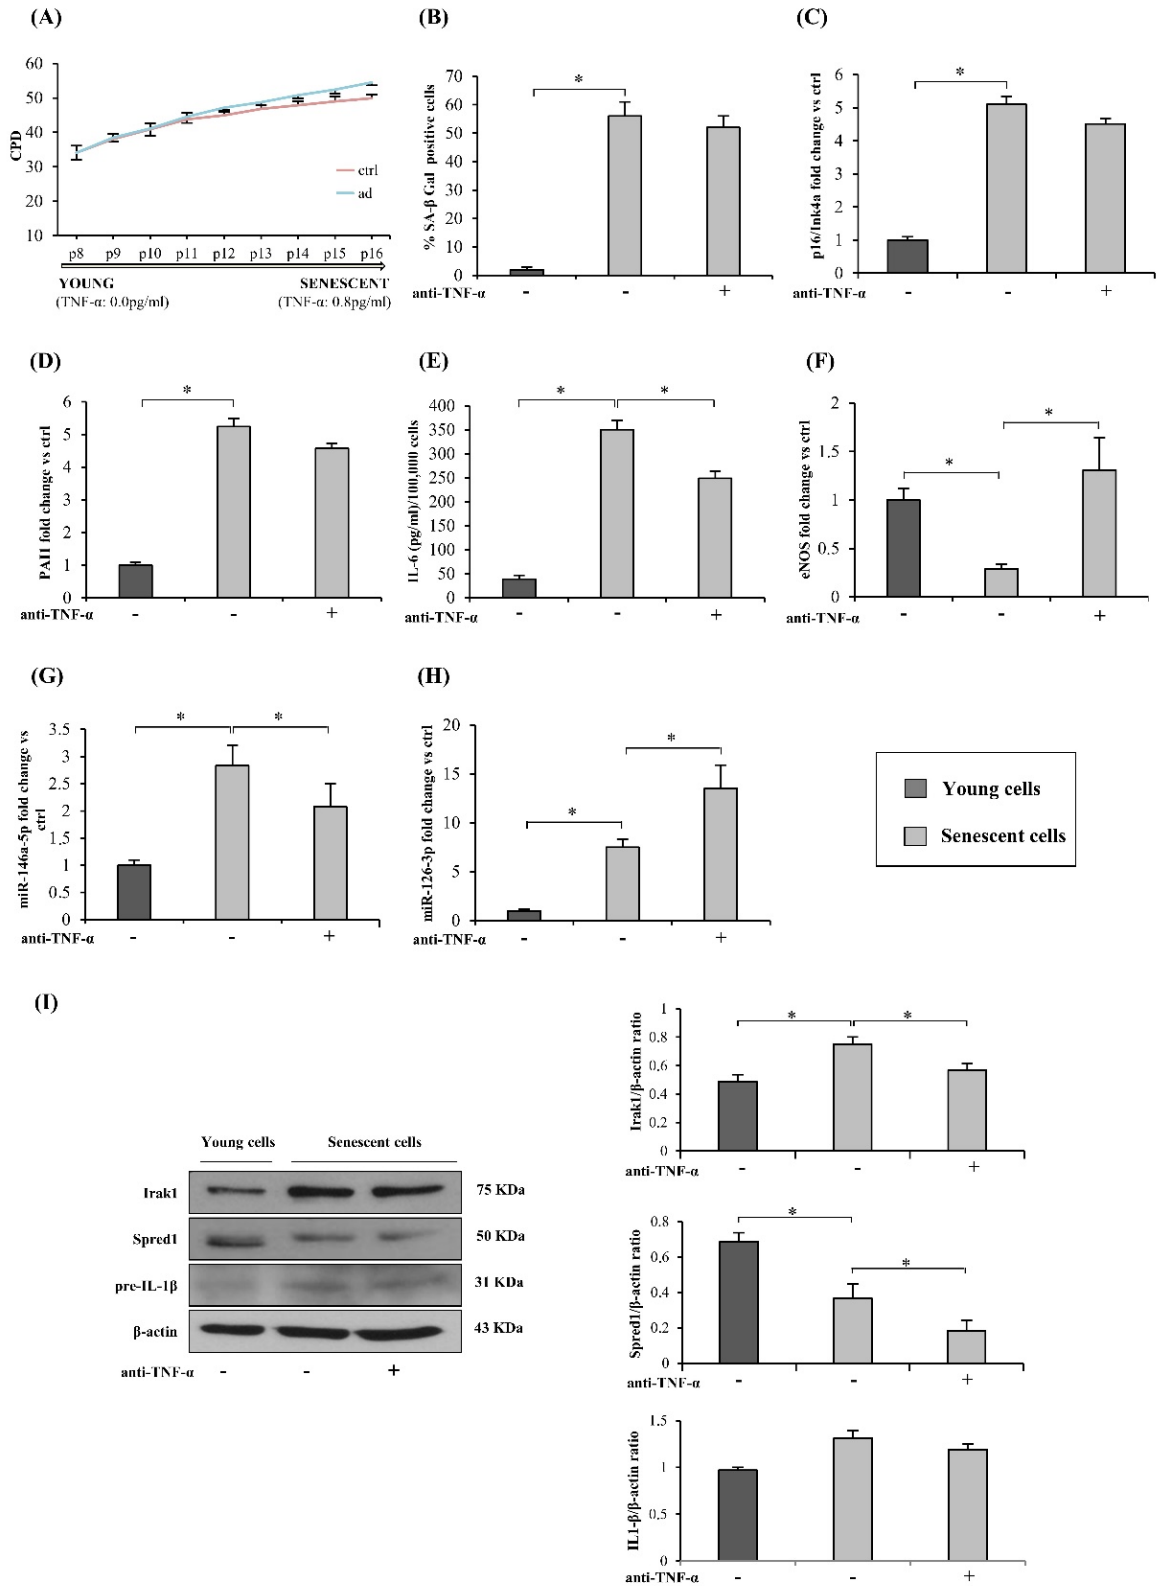 (A)
60
50
40
30
20
10
CPD
ctrl
ad
p8 p9 p10 p11 p12 p13 p14 p15 p16
YOUNG SENESCENT
(TNF-α: 0.0pg/ml) (TNF-α: 0.8pg/ml)
(B)
% SA-β Gal positive cells
70
60
50
40
30
20
10
0
*
anti-TNF-α - - +
(C)
p16/Ink4a fold change vs ctrl
6
5
4
3
2
1
0
*
anti-TNF-α - - +
(D)
PAI1 fold change vs ctrl
6
5
4
3
2
1
0
*
anti-TNF-α - - +
(E)
IL-6 (pg/ml)/100,000 cells
400
350
300
250
200
150
100
50
0
* *
anti-TNF-α - - +
(F)
eNOS fold change vs ctrl
2
1.5
1
0.5
0
* *
anti-TNF-α - - +
(G)
miR-146a-5p fold change vs
ctrl
3.5
3
2.5
2
1.5
1
0.5
0
* *
anti-TNF-α - - +
(H)
miR-126-3p fold change vs ctrl
20
15
10
5
0
* *
anti-TNF-α - - +
Young cells
Senescent cells
(I)
Young cells Senescent cells
Irak1 75 KDa
Spred1 50 KDa
pre-IL-1β 31 KDa
β-actin 43 KDa
anti-TNF-α - - +
Irak1/β-actin ratio
1
0.8
0.6
0.4
0.2
0
* *
anti-TNF-α - - +
Spred1/β-actin ratio
0.8
0.6
0.4
0.2
0
* *
anti-TNF-α - - +
IL1-β/β-actin ratio
1.5
1
0.5
0
anti-TNF-α - - +